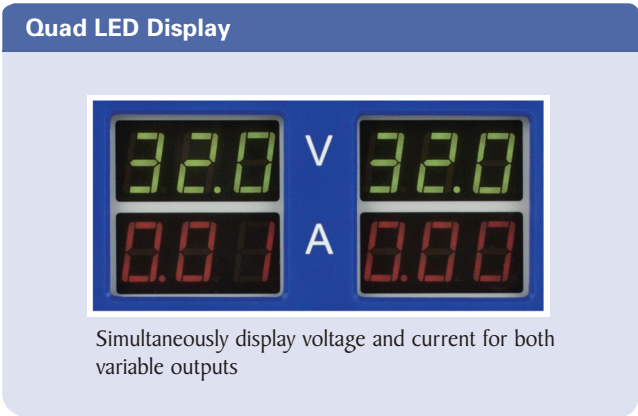 Quad LED Display
32.0 V 32.0
0.01 A 0.00
Simultaneously display voltage and current for both
variable outputs